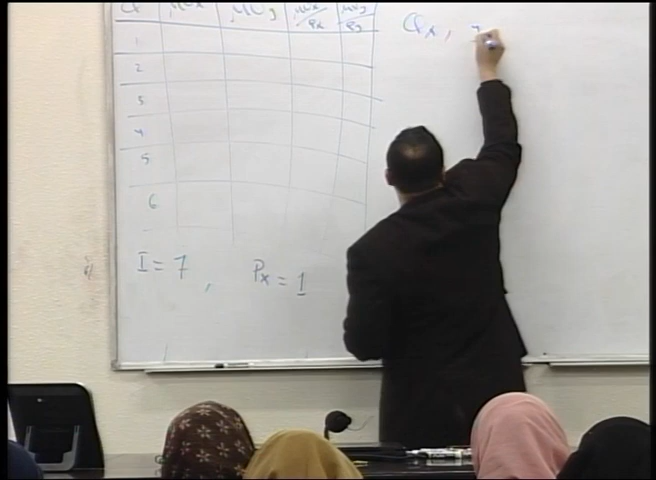 Q MUx MUy MUx/Px MUy/Py
1
2
3
4
5
6
I = 7 , Px = 1
Qx ,